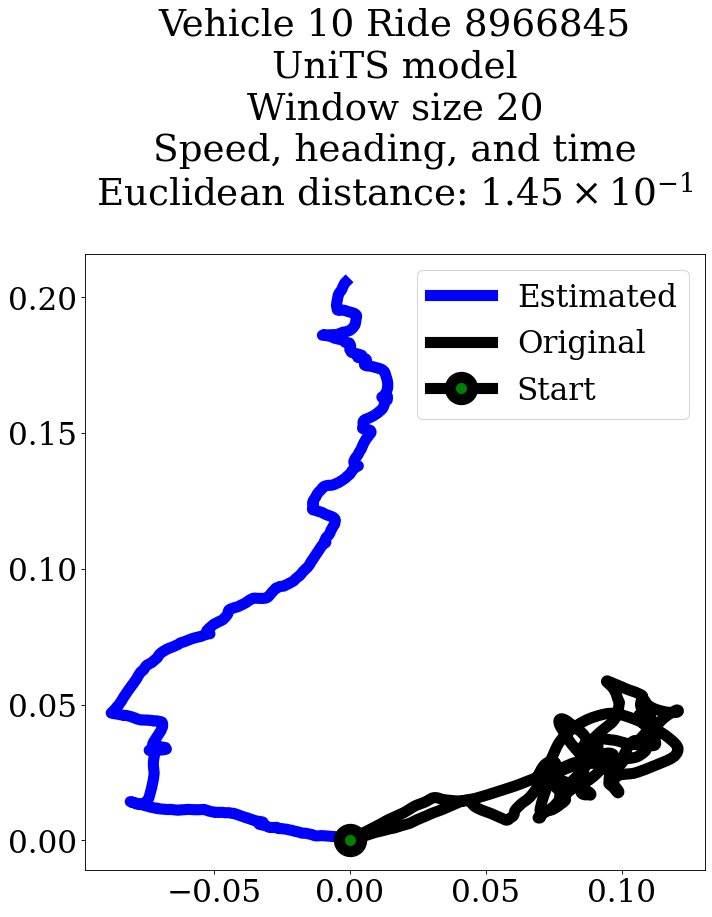 Vehicle 10 Ride 8966845
UniTS model
Window size 20
Speed, heading, and time
Euclidean distance: 1.45 × 10⁻¹
Estimated
Original
Start
0.20
0.15
0.10
0.05
0.00
−0.05 0.00 0.05 0.10